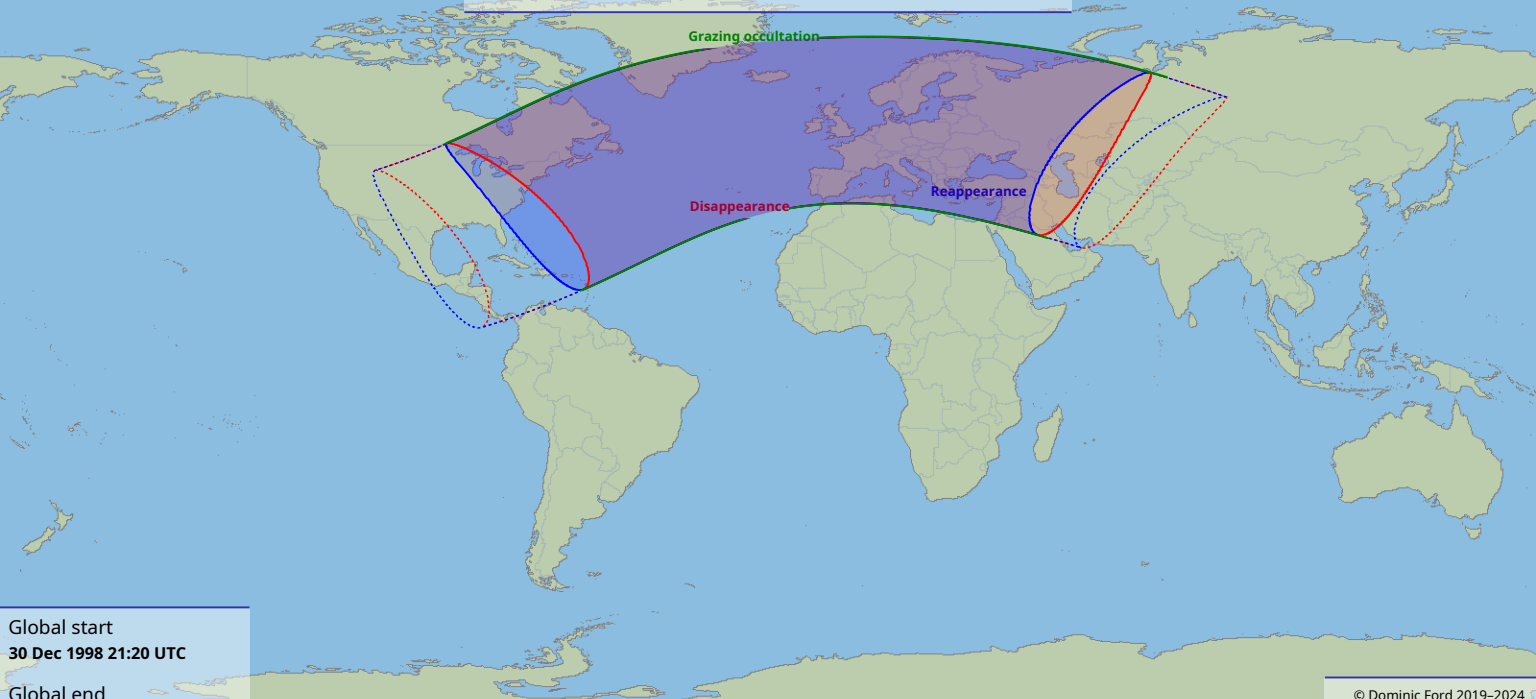 Grazing occultation
Reappearance
Disappearance
Global start
30 Dec 1998 21:20 UTC
Global end
© Dominic Ford 2019–2024